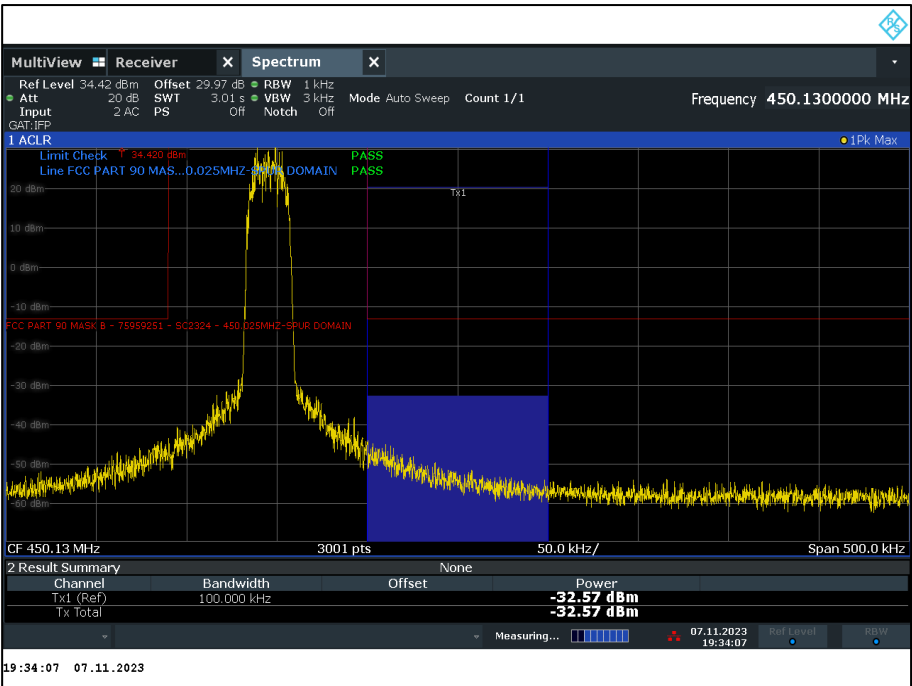 R S
MultiView Receiver X Spectrum X
Ref Level 34.42 dBm Offset 29.97 dB RBW 1 kHz
Att 20 dB SWT 3.01 s VBW 3 kHz Mode Auto Sweep Count 1/1 Frequency 450.1300000 MHz
Input 2 AC PS Off Notch Off
GAT:IFP
1 ACLR 1Pk Max
Limit Check 34.420 dBm PASS
Line FCC PART 90 MAS...0.025MHZ-SPUR DOMAIN PASS
20 dBm
Tx1
10 dBm
0 dBm
-10 dBm
FCC PART 90 MASK B - 75959251 - SC2324 - 450.025MHZ-SPUR DOMAIN
-20 dBm
-30 dBm
-40 dBm
-50 dBm
-60 dBm
CF 450.13 MHz 3001 pts 50.0 kHz/ Span 500.0 kHz
2 Result Summary None
Channel Bandwidth Offset Power
Tx1 (Ref) 100.000 kHz -32.57 dBm
Tx Total -32.57 dBm
Measuring... 07.11.2023 Ref Level RBW
19:34:07
19:34:07 07.11.2023